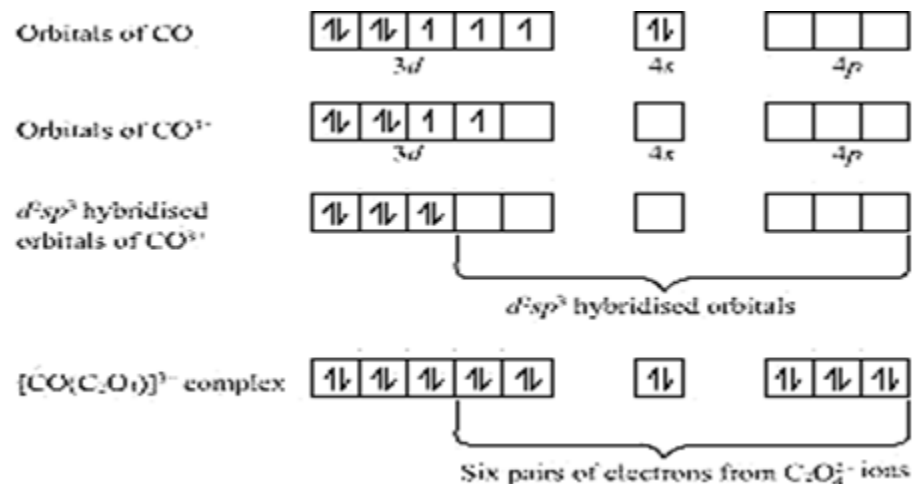 Orbitals of CO
3d 4s 4p
Orbitals of CO³⁺
3d 4s 4p
d²sp³ hybridised
orbitals of CO³⁺
d²sp³ hybridised orbitals
[CO(C₂O₄)]³⁻ complex
Six pairs of electrons from C₂O₄²⁻ ions